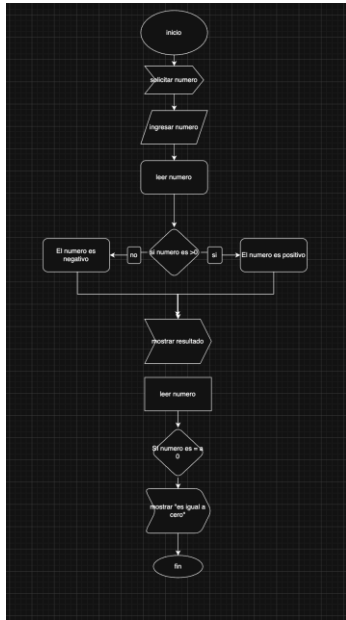 inicio
solicitar numero
ingresar numero
leer numero
si numero es >0
no
si
El numero es
negativo
El numero es positivo
mostrar resultado
leer numero
Si numero es = a
0
mostrar "es igual a
cero"
fin